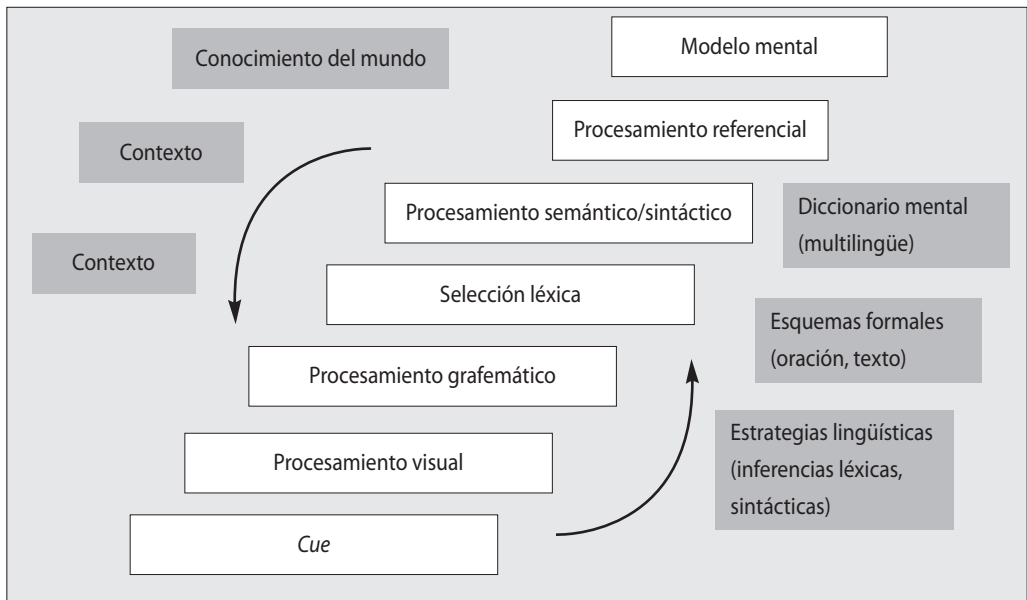 Modelo mental
Conocimiento del mundo
Procesamiento referencial
Contexto
Procesamiento semántico/sintáctico
Diccionario mental
(multilingüe)
Contexto
Selección léxica
Esquemas formales
(oración, texto)
Procesamiento grafemático
Estrategias lingüísticas
(inferencias léxicas,
sintácticas)
Procesamiento visual
Cue